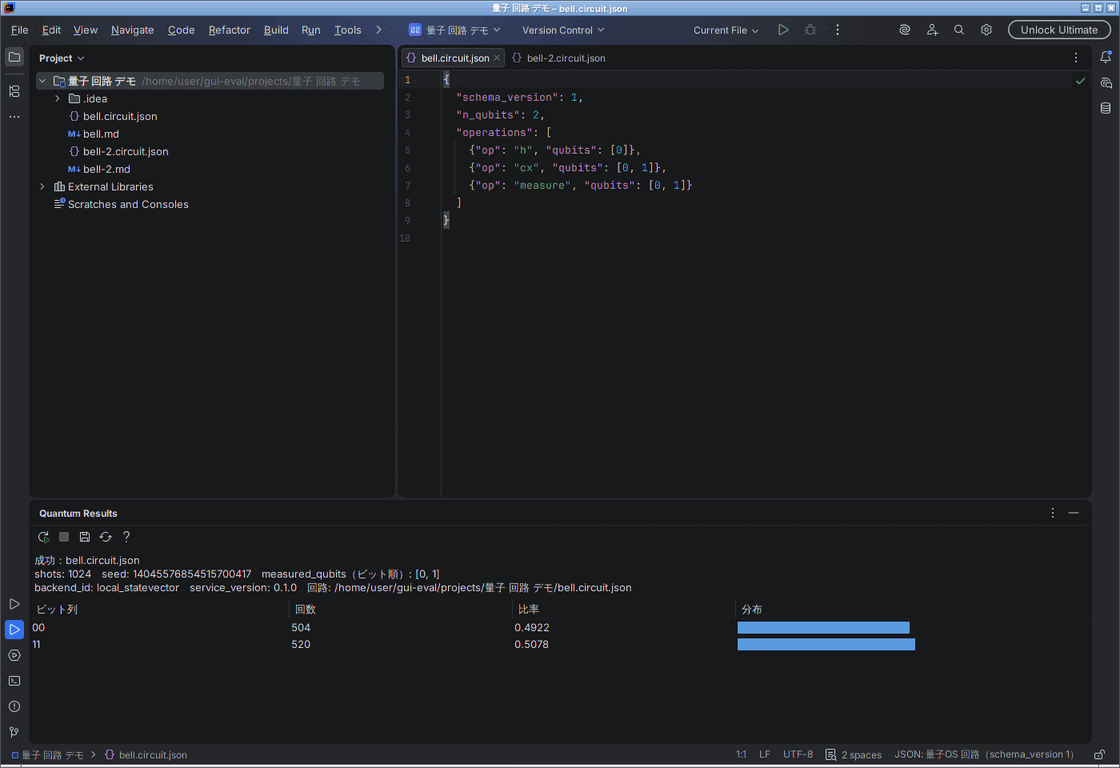 量子 回路 デモ – bell.circuit.json
File Edit View Navigate Code Refactor Build Run Tools 量子 回路 デモ Version Control Current File Unlock Ultimate
Project
量子 回路 デモ /home/user/gui-eval/projects/量子 回路 デモ
.idea
{} bell.circuit.json
M↓ bell.md
{} bell-2.circuit.json
M↓ bell-2.md
External Libraries
Scratches and Consoles
{} bell.circuit.json {} bell-2.circuit.json
1 {
2 "schema_version": 1,
3 "n_qubits": 2,
4 "operations": [
5 {"op": "h", "qubits": [0]},
6 {"op": "cx", "qubits": [0, 1]},
7 {"op": "measure", "qubits": [0, 1]}
8 ]
9 }
10
Quantum Results
成功：bell.circuit.json
shots: 1024 seed: 14045576854515700417 measured_qubits（ビット順）: [0, 1]
backend_id: local_statevector service_version: 0.1.0 回路: /home/user/gui-eval/projects/量子 回路 デモ/bell.circuit.json
ビット列 回数 比率 分布
00 504 0.4922
11 520 0.5078
量子 回路 デモ {} bell.circuit.json 1:1 LF UTF-8 2 spaces JSON: 量子OS 回路（schema_version 1）